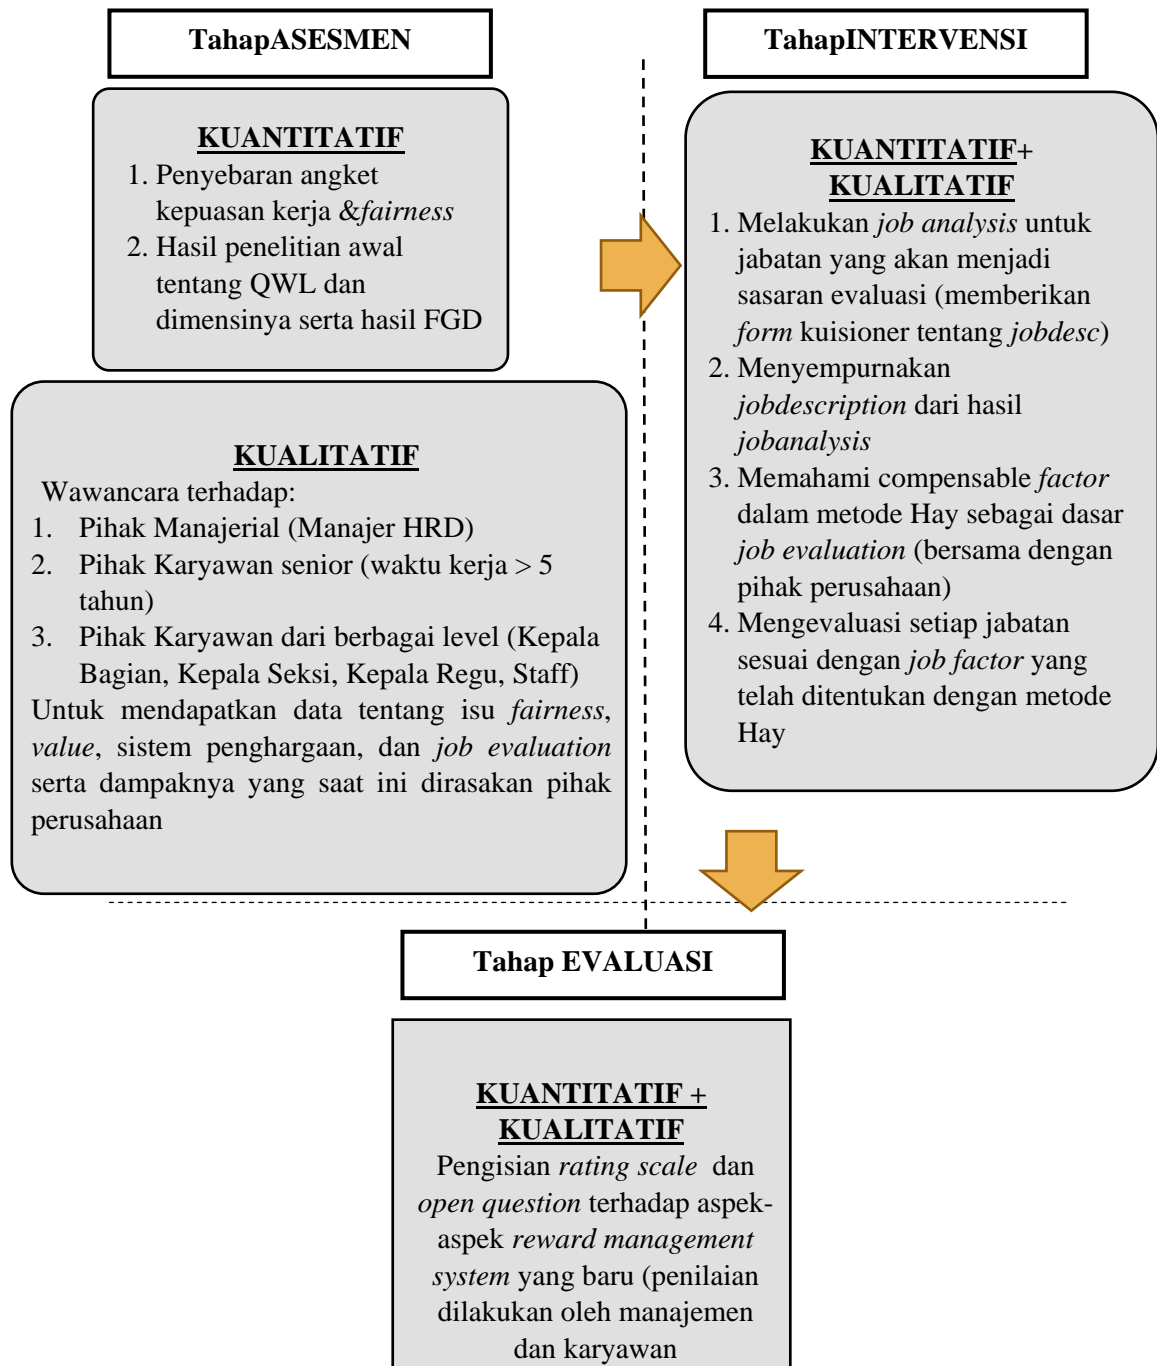 TahapASESMEN
KUANTITATIF
1. Penyebaran angket
kepuasan kerja &fairness
2. Hasil penelitian awal
tentang QWL dan
dimensinya serta hasil FGD
KUALITATIF
Wawancara terhadap:
1. Pihak Manajerial (Manajer HRD)
2. Pihak Karyawan senior (waktu kerja > 5
tahun)
3. Pihak Karyawan dari berbagai level (Kepala
Bagian, Kepala Seksi, Kepala Regu, Staff)
Untuk mendapatkan data tentang isu fairness,
value, sistem penghargaan, dan job evaluation
serta dampaknya yang saat ini dirasakan pihak
perusahaan
TahapINTERVENSI
KUANTITATIF+
KUALITATIF
1. Melakukan job analysis untuk
jabatan yang akan menjadi
sasaran evaluasi (memberikan
form kuisioner tentang jobdesc)
2. Menyempurnakan
jobdescription dari hasil
jobanalysis
3. Memahami compensable factor
dalam metode Hay sebagai dasar
job evaluation (bersama dengan
pihak perusahaan)
4. Mengevaluasi setiap jabatan
sesuai dengan job factor yang
telah ditentukan dengan metode
Hay
Tahap EVALUASI
KUANTITATIF +
KUALITATIF
Pengisian rating scale dan
open question terhadap aspek-
aspek reward management
system yang baru (penilaian
dilakukan oleh manajemen
dan karyawan